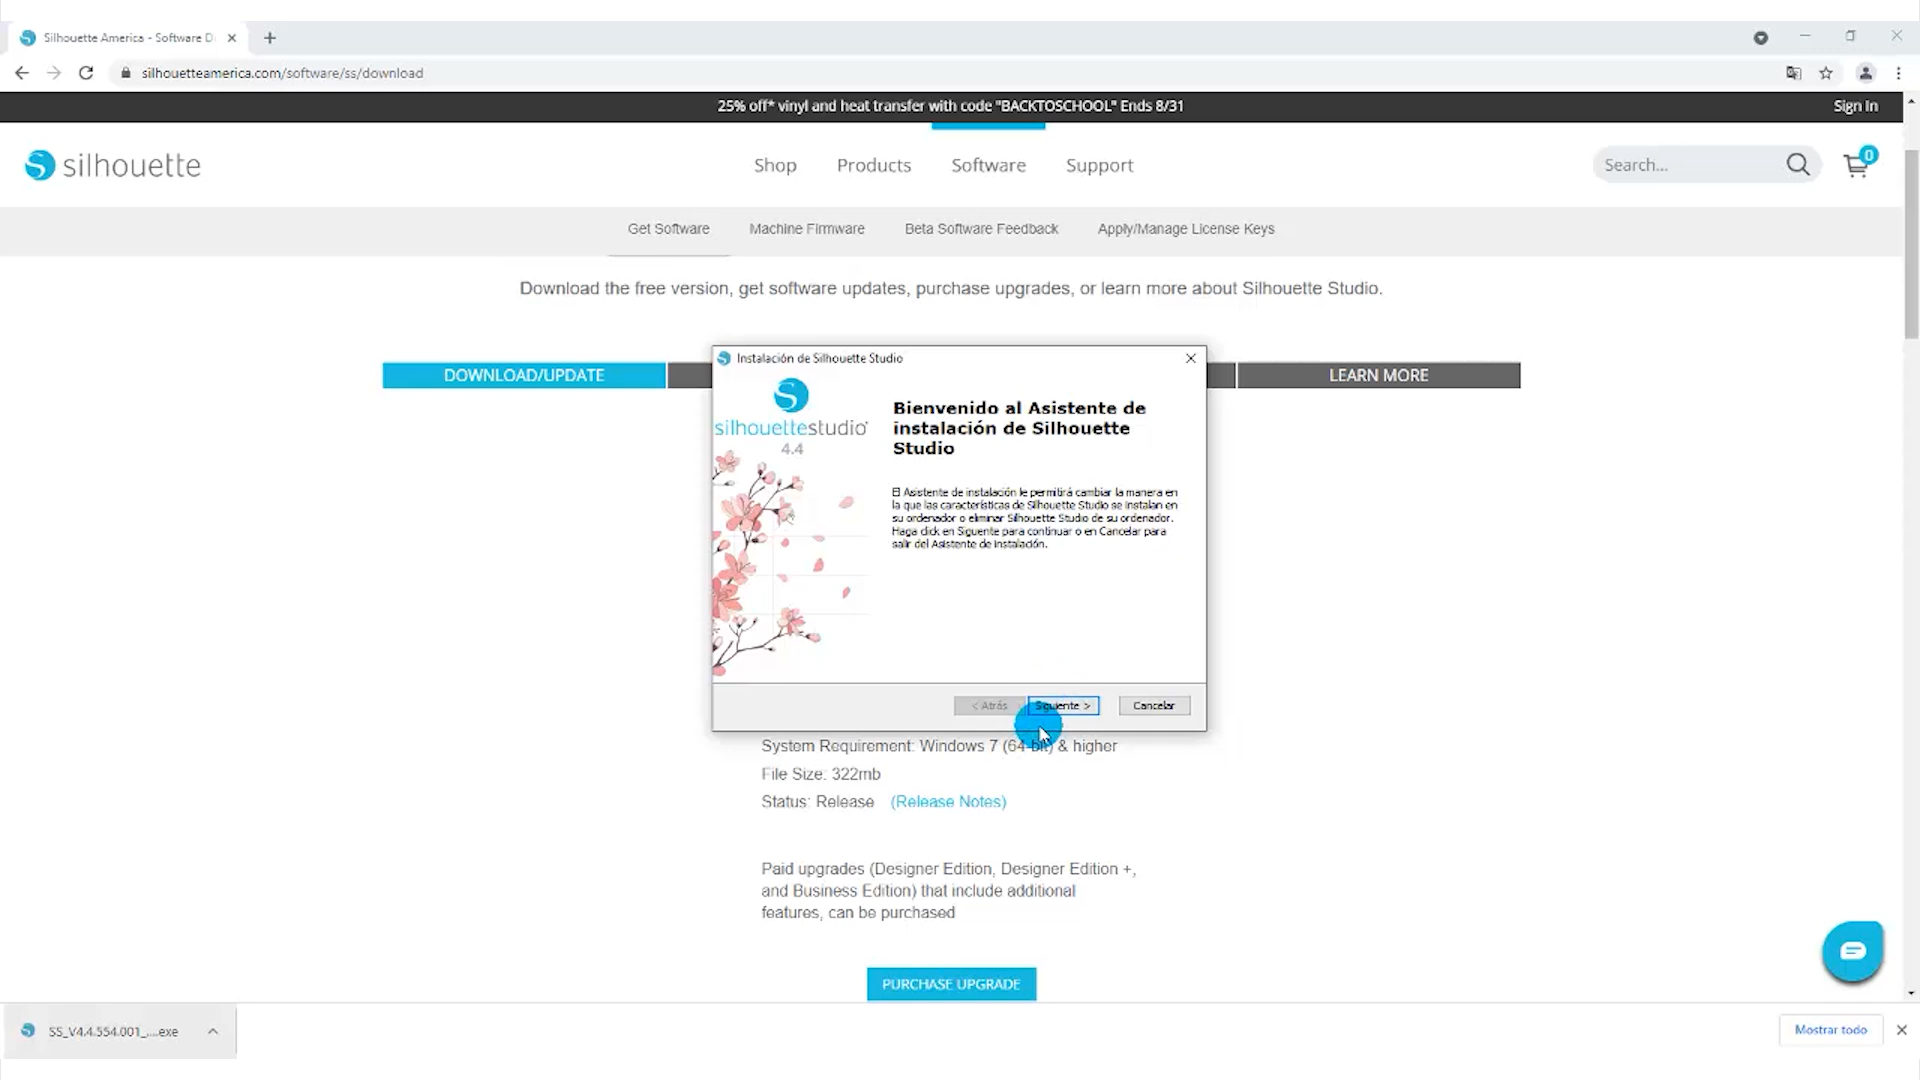 Silhouette America - Software D
silhouetteamerica.com/software/ss/download
25% off* vinyl and heat transfer with code "BACKTOSCHOOL" Ends 8/31
Sign In
silhouette
Shop
Products
Software
Support
Search...
0
Get Software
Machine Firmware
Beta Software Feedback
Apply/Manage License Keys
Download the free version, get software updates, purchase upgrades, or learn more about Silhouette Studio.
DOWNLOAD/UPDATE
LEARN MORE
Instalación de Silhouette Studio
silhouettestudio
4.4
Bienvenido al Asistente de
instalación de Silhouette
Studio
El Asistente de instalación le permitirá cambiar la manera en
la que las características de Silhouette Studio se instalan en
su ordenador o eliminar Silhouette Studio de su ordenador.
Haga click en Siguente para continuar o en Cancelar para
salir del Asistente de instalación.
< Atrás
Siguiente >
Cancelar
System Requirement: Windows 7 (64-bit) & higher
File Size: 322mb
Status: Release (Release Notes)
Paid upgrades (Designer Edition, Designer Edition +,
and Business Edition) that include additional
features, can be purchased
PURCHASE UPGRADE
SS_V4.4.554.001_....exe
Mostrar todo